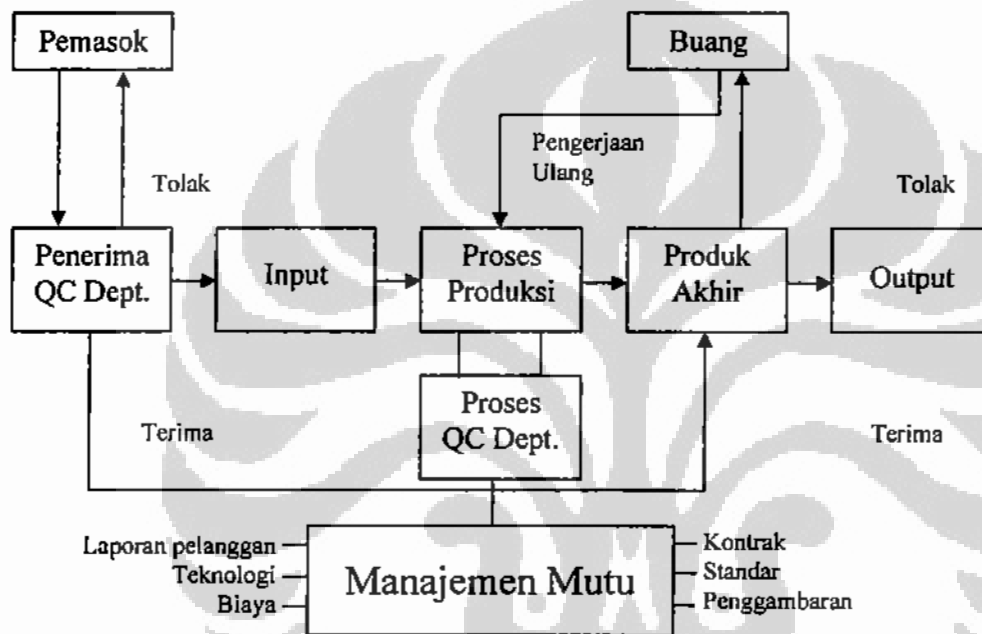 Pemasok
Buang
Pengerjaan
Ulang
Tolak
Tolak
Penerima
QC Dept.
Input
Proses
Produksi
Produk
Akhir
Output
Proses
QC Dept.
Terima
Terima
Laporan pelanggan
Teknologi
Biaya
Manajemen Mutu
Kontrak
Standar
Penggambaran